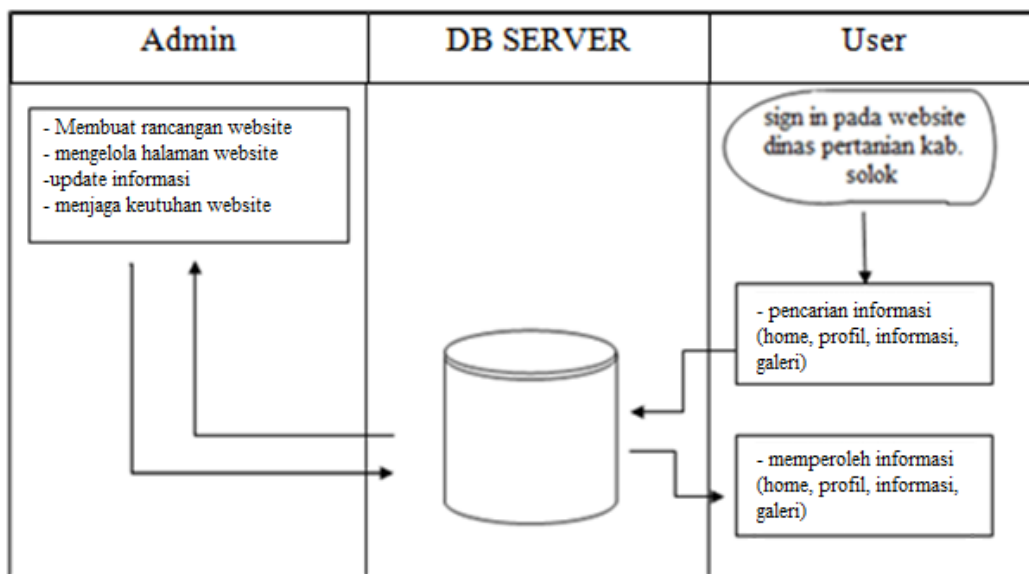 Admin
DB SERVER
User
- Membuat rancangan website
- mengelola halaman website
-update informasi
- menjaga keutuhan website
sign in pada website
dinas pertanian kab.
solok
- pencarian informasi
(home, profil, informasi,
galeri)
- memperoleh informasi
(home, profil, informasi,
galeri)